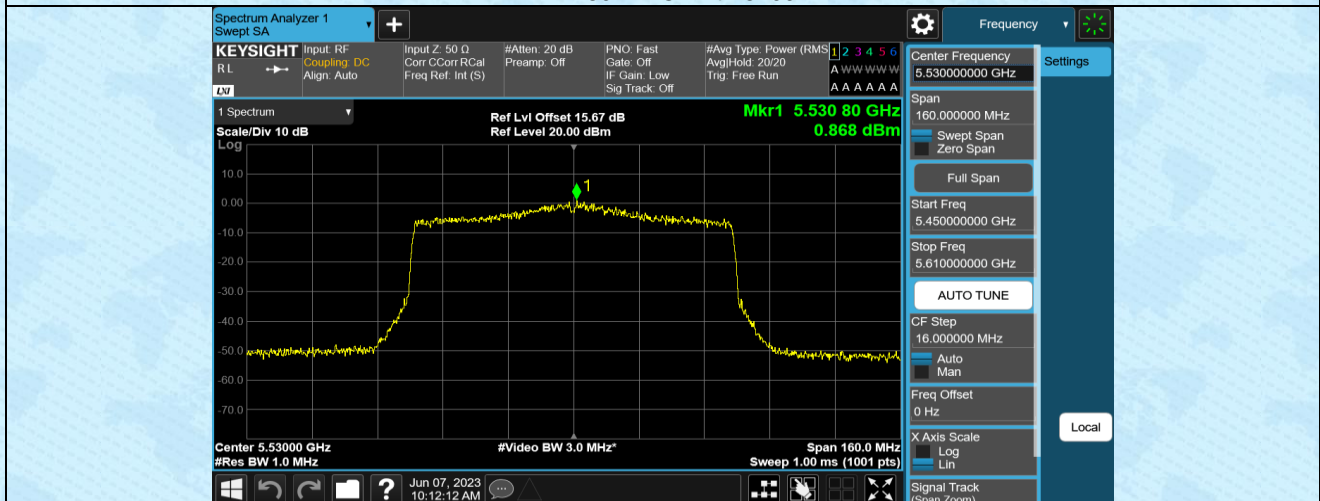 Spectrum Analyzer 1
Swept SA
+
Frequency
KEYSIGHT
RL
LXI
Input: RF
Coupling: DC
Align: Auto
Input Z: 50 Ω
Corr CCorr RCal
Freq Ref: Int (S)
#Atten: 20 dB
Preamp: Off
PNO: Fast
Gate: Off
IF Gain: Low
Sig Track: Off
#Avg Type: Power (RMS
Avg|Hold: 20/20
Trig: Free Run
1 2 3 4 5 6
A W W W W W
A A A A A A
1 Spectrum
Scale/Div 10 dB
Log
Ref Lvl Offset 15.67 dB
Ref Level 20.00 dBm
Mkr1 5.530 80 GHz
0.868 dBm
1
10.0
0.00
-10.0
-20.0
-30.0
-40.0
-50.0
-60.0
-70.0
Center 5.53000 GHz
#Res BW 1.0 MHz
#Video BW 3.0 MHz*
Span 160.0 MHz
Sweep 1.00 ms (1001 pts)
?
Jun 07, 2023
10:12:12 AM
Center Frequency
5.530000000 GHz
Settings
Span
160.000000 MHz
Swept Span
Zero Span
Full Span
Start Freq
5.450000000 GHz
Stop Freq
5.610000000 GHz
AUTO TUNE
CF Step
16.000000 MHz
Auto
Man
Freq Offset
0 Hz
Local
X Axis Scale
Log
Lin
Signal Track
(Span Zoom)